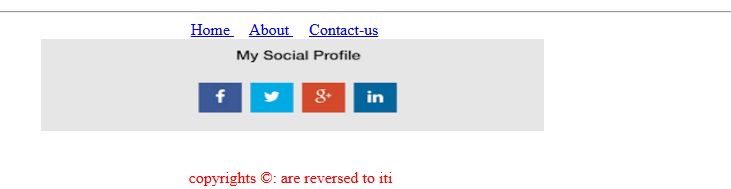 Home About Contact-us
My Social Profile
f g+ in
copyrights ©: are reversed to iti